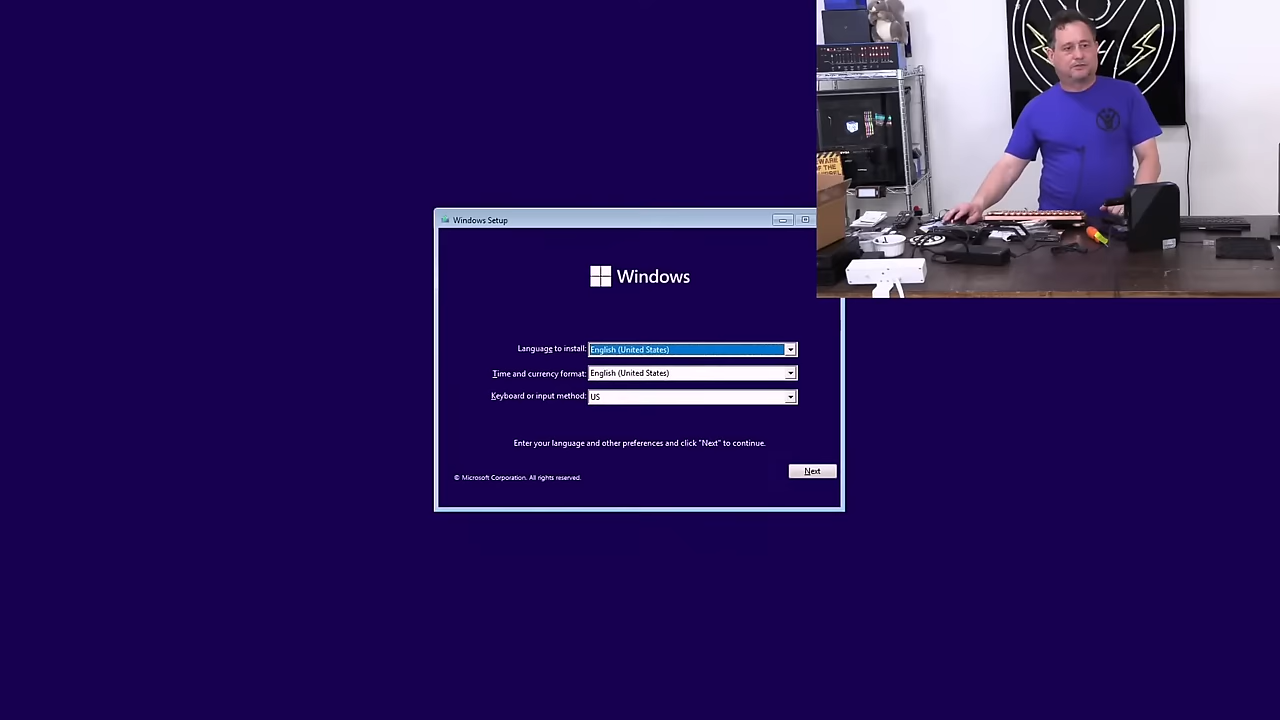 Windows Setup
Windows
Language to install: English (United States)
Time and currency format: English (United States)
Keyboard or input method: US
Enter your language and other preferences and click "Next" to continue.
Next
© Microsoft Corporation. All rights reserved.
OF THE